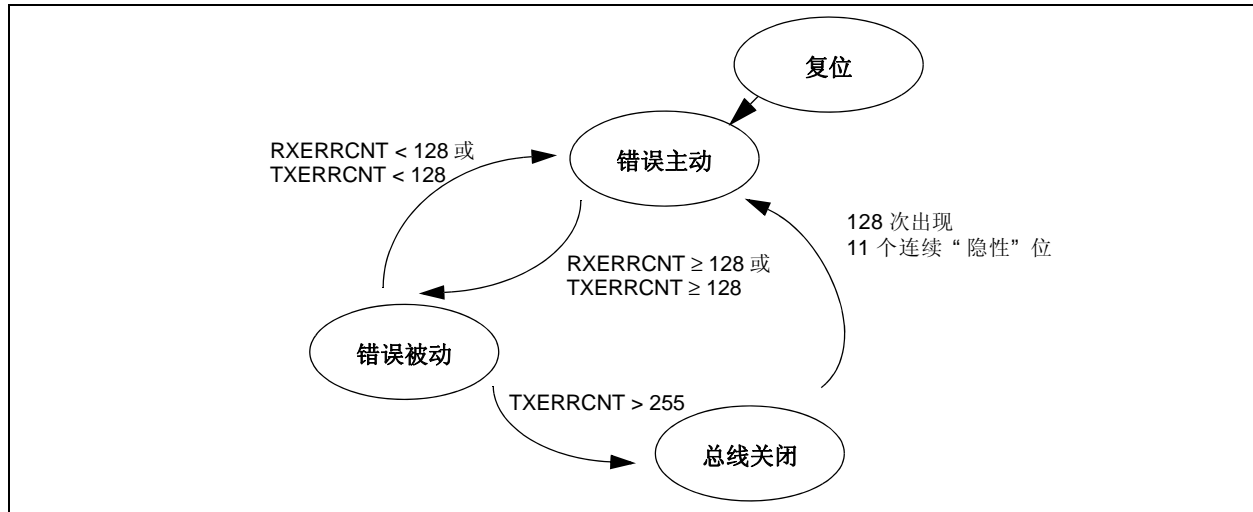 复位
错误主动
RXERRCNT < 128 或
TXERRCNT < 128
128 次出现
11 个连续 “ 隐性” 位
RXERRCNT ≥ 128 或
TXERRCNT ≥ 128
错误被动
TXERRCNT > 255
总线关闭